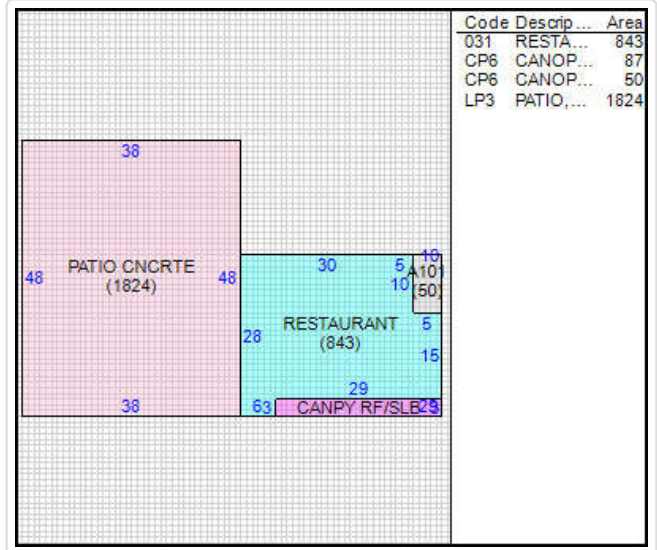 Code Descrip... Area
031 RESTA... 843
CP6 CANOP... 87
CP6 CANOP... 50
LP3 PATIO,... 1824
38
48
PATIO CNCRTE
(1824)
48
38
30
5
10
10
A101
(50)
28
RESTAURANT
(843)
5
15
29
63
CANPY RF/SLB
29